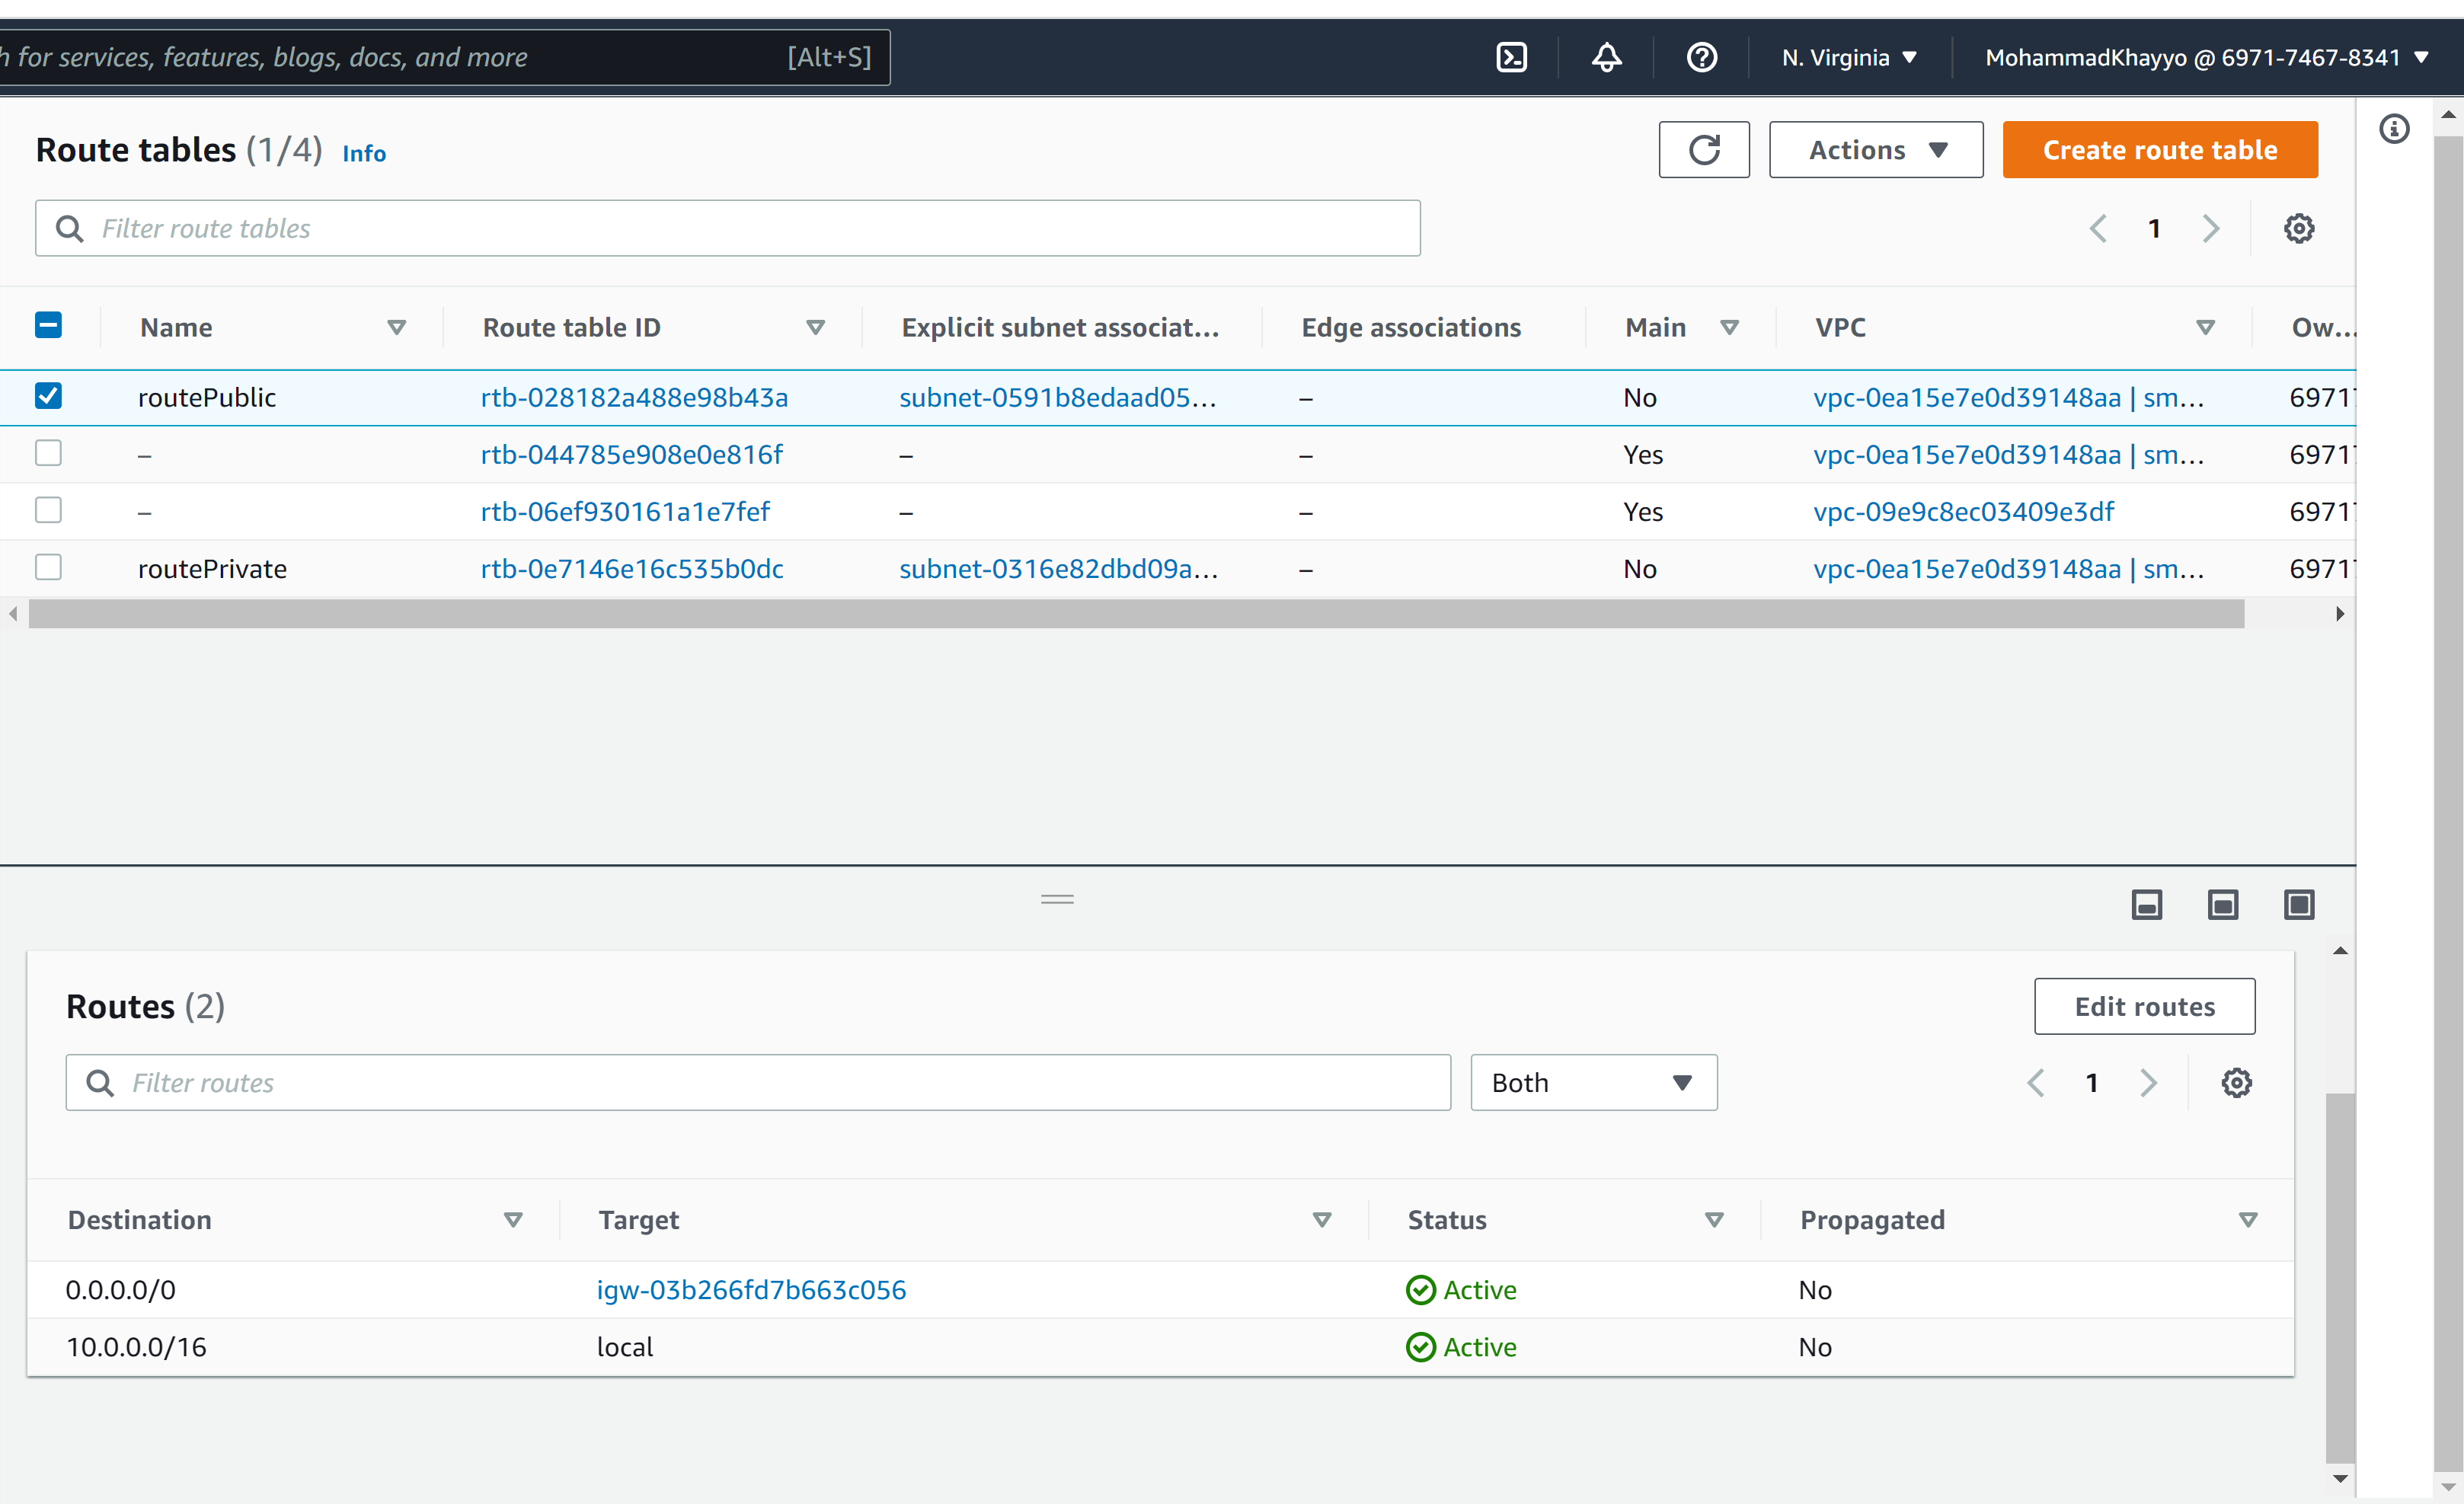 h for services, features, blogs, docs, and more [Alt+S] N. Virginia MohammadKhayyo @ 6971-7467-8341
Route tables (1/4) Info Actions Create route table
Filter route tables 1
Name Route table ID Explicit subnet associat... Edge associations Main VPC Ow...
routePublic rtb-028182a488e98b43a subnet-0591b8edaad05... – No vpc-0ea15e7e0d39148aa | sm... 6971
– rtb-044785e908e0e816f – – Yes vpc-0ea15e7e0d39148aa | sm... 6971
– rtb-06ef930161a1e7fef – – Yes vpc-09e9c8ec03409e3df 6971
routePrivate rtb-0e7146e16c535b0dc subnet-0316e82dbd09a... – No vpc-0ea15e7e0d39148aa | sm... 6971
Routes (2) Edit routes
Filter routes Both 1
Destination Target Status Propagated
0.0.0.0/0 igw-03b266fd7b663c056 Active No
10.0.0.0/16 local Active No